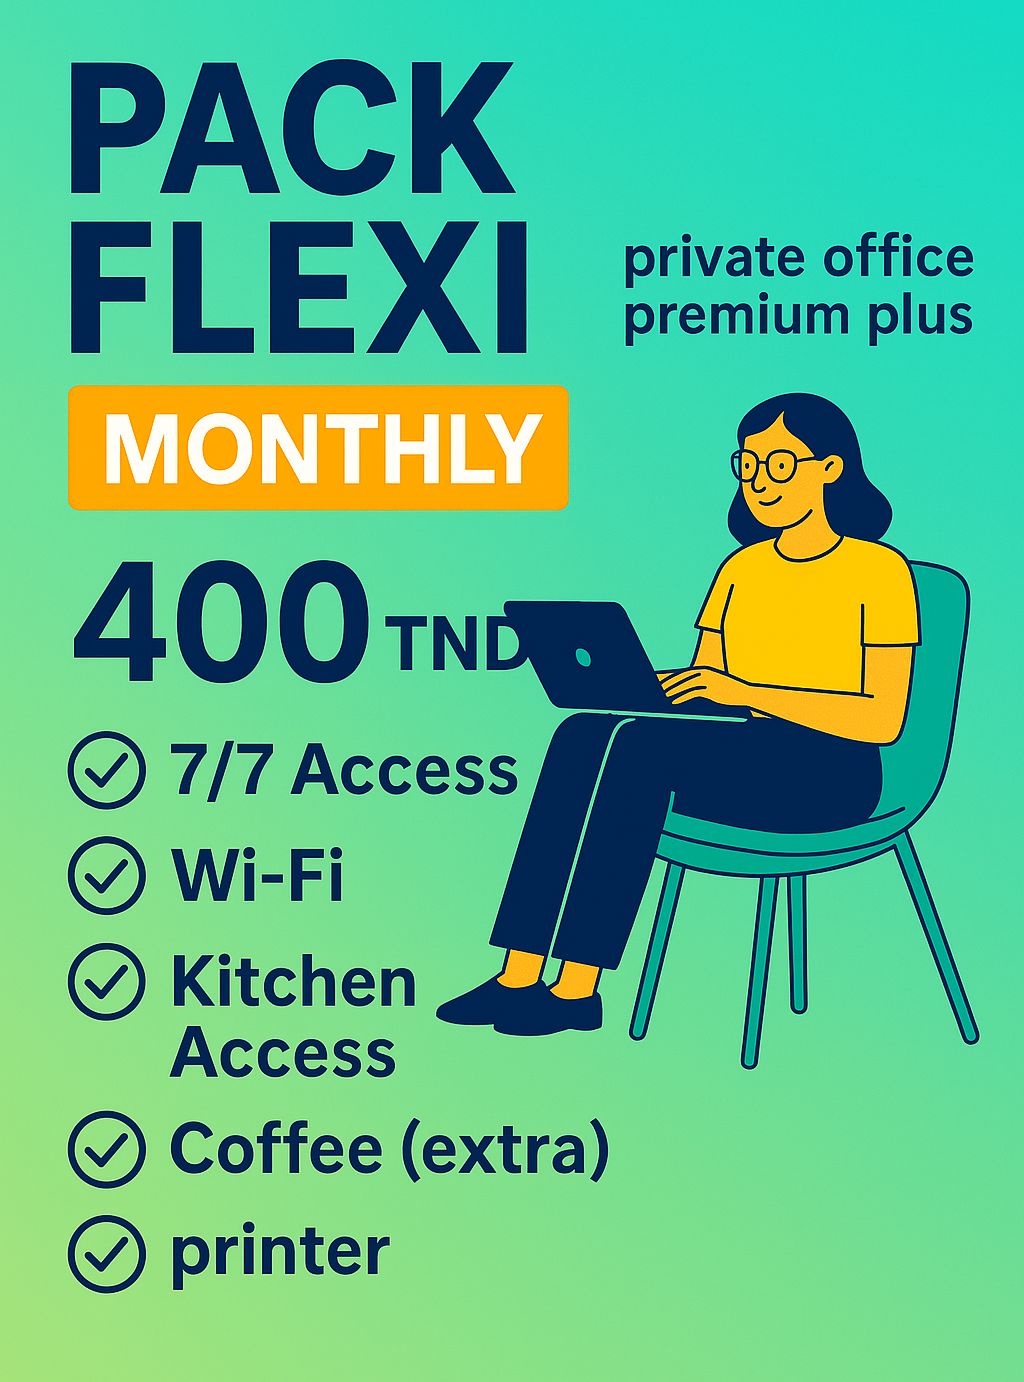 PACK
FLEXI
private office
premium plus
MONTHLY
400 TND
7/7 Access
Wi-Fi
Kitchen
Access
Coffee (extra)
printer